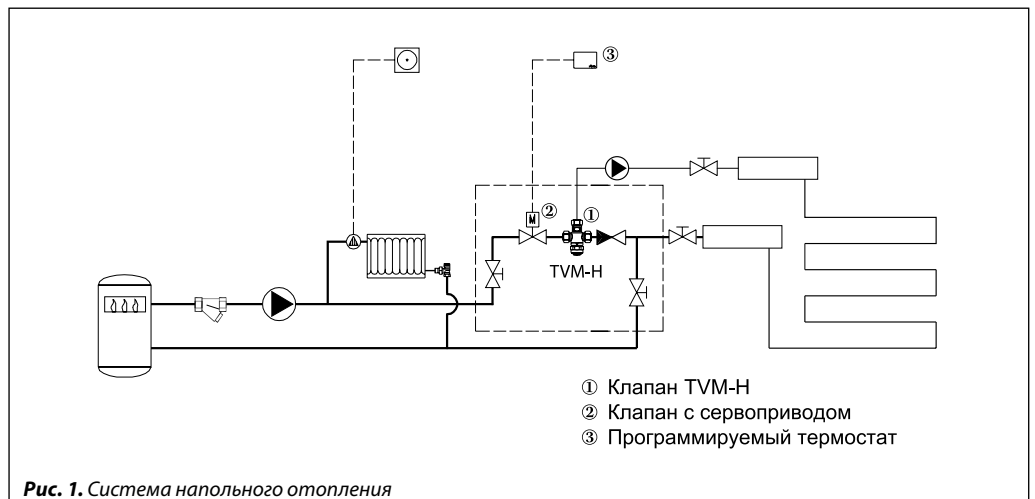 ③
M ②
①
TVM-H
① Клапан TVM-H
② Клапан с сервоприводом
③ Программируемый термостат
Рис. 1. Система напольного отопления